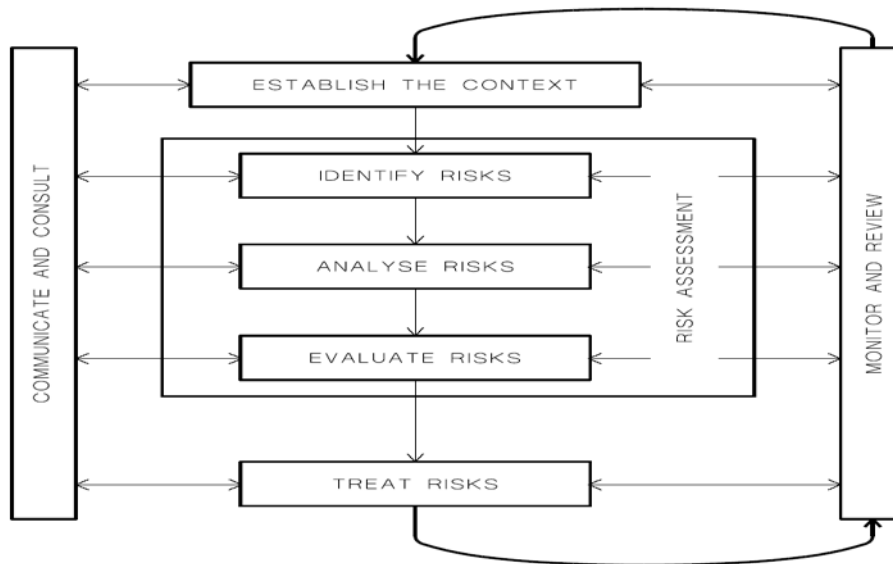 ESTABLISH THE CONTEXT
COMMUNICATE AND CONSULT
IDENTIFY RISKS
ANALYSE RISKS
EVALUATE RISKS
RISK ASSESSMENT
MONITOR AND REVIEW
TREAT RISKS